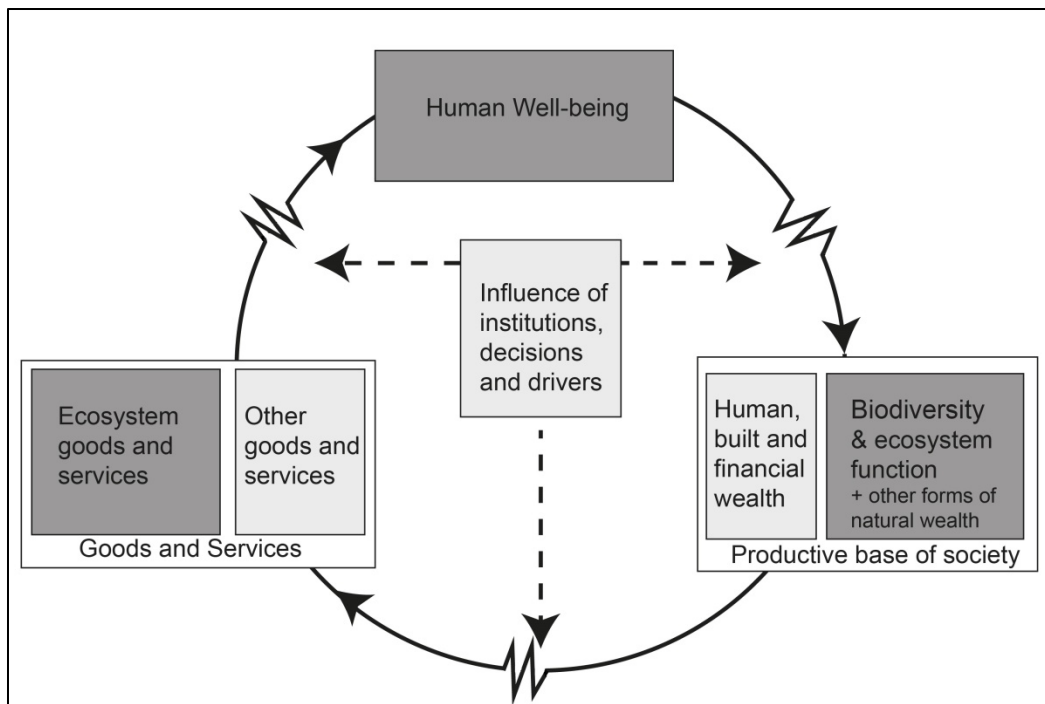 Human Well-being
Influence of
institutions,
decisions
and drivers
Ecosystem
goods and
services
Other
goods and
services
Goods and Services
Human,
built and
financial
wealth
Biodiversity
& ecosystem
function
+ other forms of
natural wealth
Productive base of society